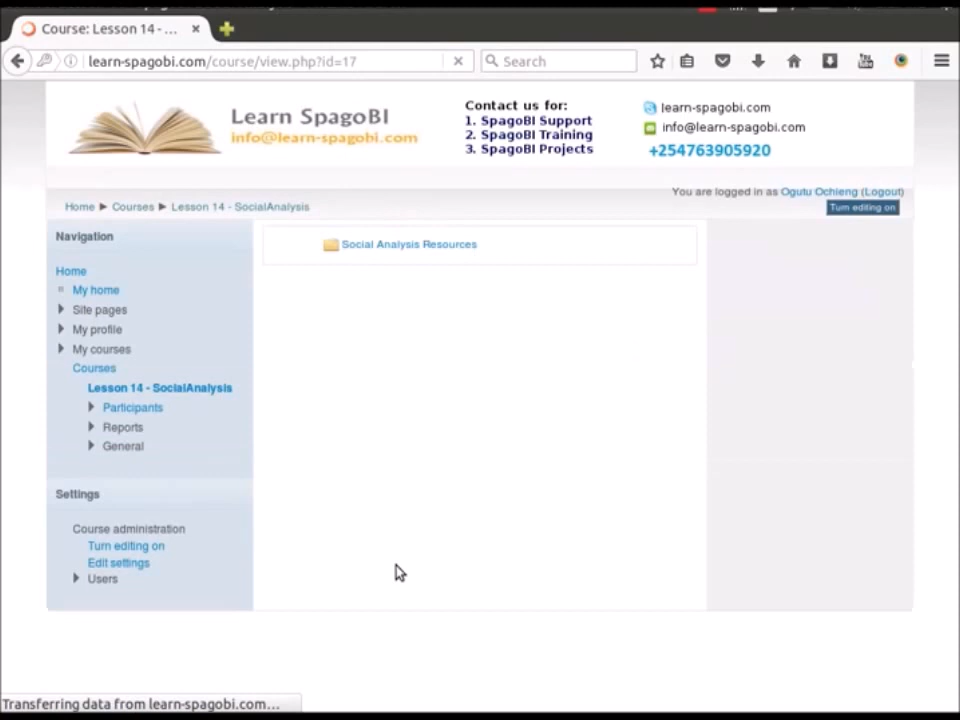 Course: Lesson 14 - ...
learn-spagobi.com/course/view.php?id=17
Search
Learn SpagoBI
info@learn-spagobi.com
Contact us for:
1. SpagoBI Support
2. SpagoBI Training
3. SpagoBI Projects
learn-spagobi.com
info@learn-spagobi.com
+254763905920
You are logged in as Ogutu Ochieng (Logout)
Home ► Courses ► Lesson 14 - SocialAnalysis
Turn editing on
Navigation
Home
My home
Site pages
My profile
My courses
Courses
Lesson 14 - SocialAnalysis
Participants
Reports
General
Settings
Course administration
Turn editing on
Edit settings
Users
Social Analysis Resources
Transferring data from learn-spagobi.com...